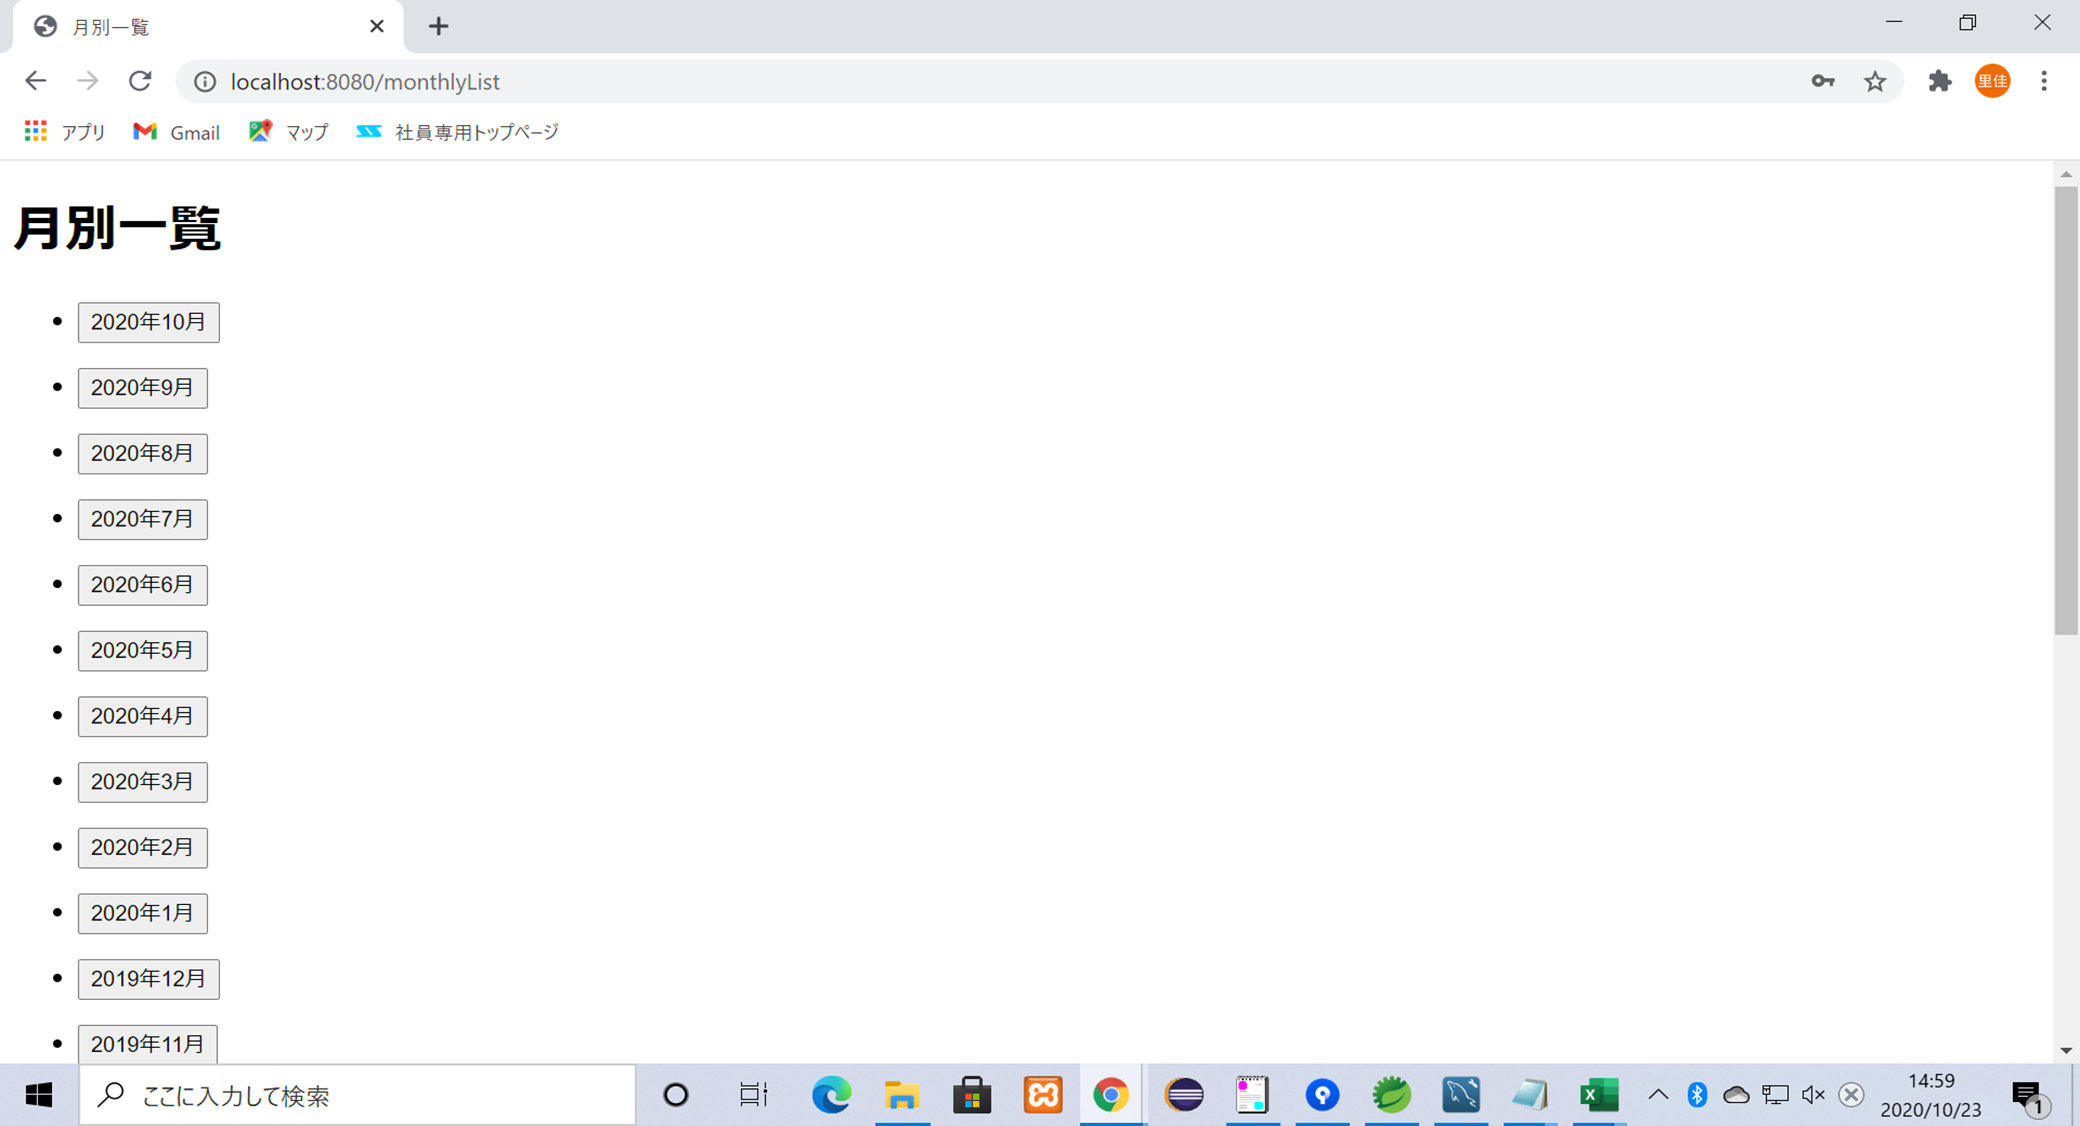 月別一覧
localhost:8080/monthlyList
里佳
アプリ Gmail マップ 社員専用トップページ
月別一覧
2020年10月
2020年9月
2020年8月
2020年7月
2020年6月
2020年5月
2020年4月
2020年3月
2020年2月
2020年1月
2019年12月
2019年11月
ここに入力して検索
14:59
2020/10/23
1